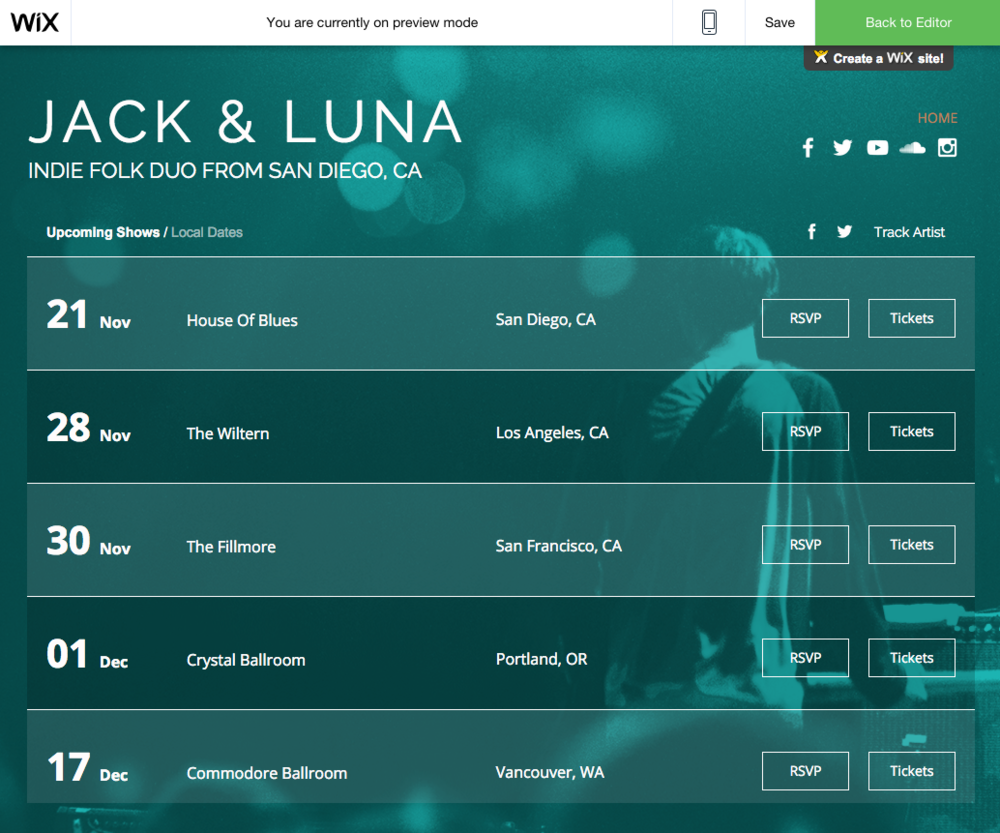 WiX
You are currently on preview mode
Save
Back to Editor
Create a WiX site!
JACK & LUNA
INDIE FOLK DUO FROM SAN DIEGO, CA
HOME
Upcoming Shows / Local Dates
Track Artist
21 Nov House Of Blues San Diego, CA RSVP Tickets
28 Nov The Wiltern Los Angeles, CA RSVP Tickets
30 Nov The Fillmore San Francisco, CA RSVP Tickets
01 Dec Crystal Ballroom Portland, OR RSVP Tickets
17 Dec Commodore Ballroom Vancouver, WA RSVP Tickets